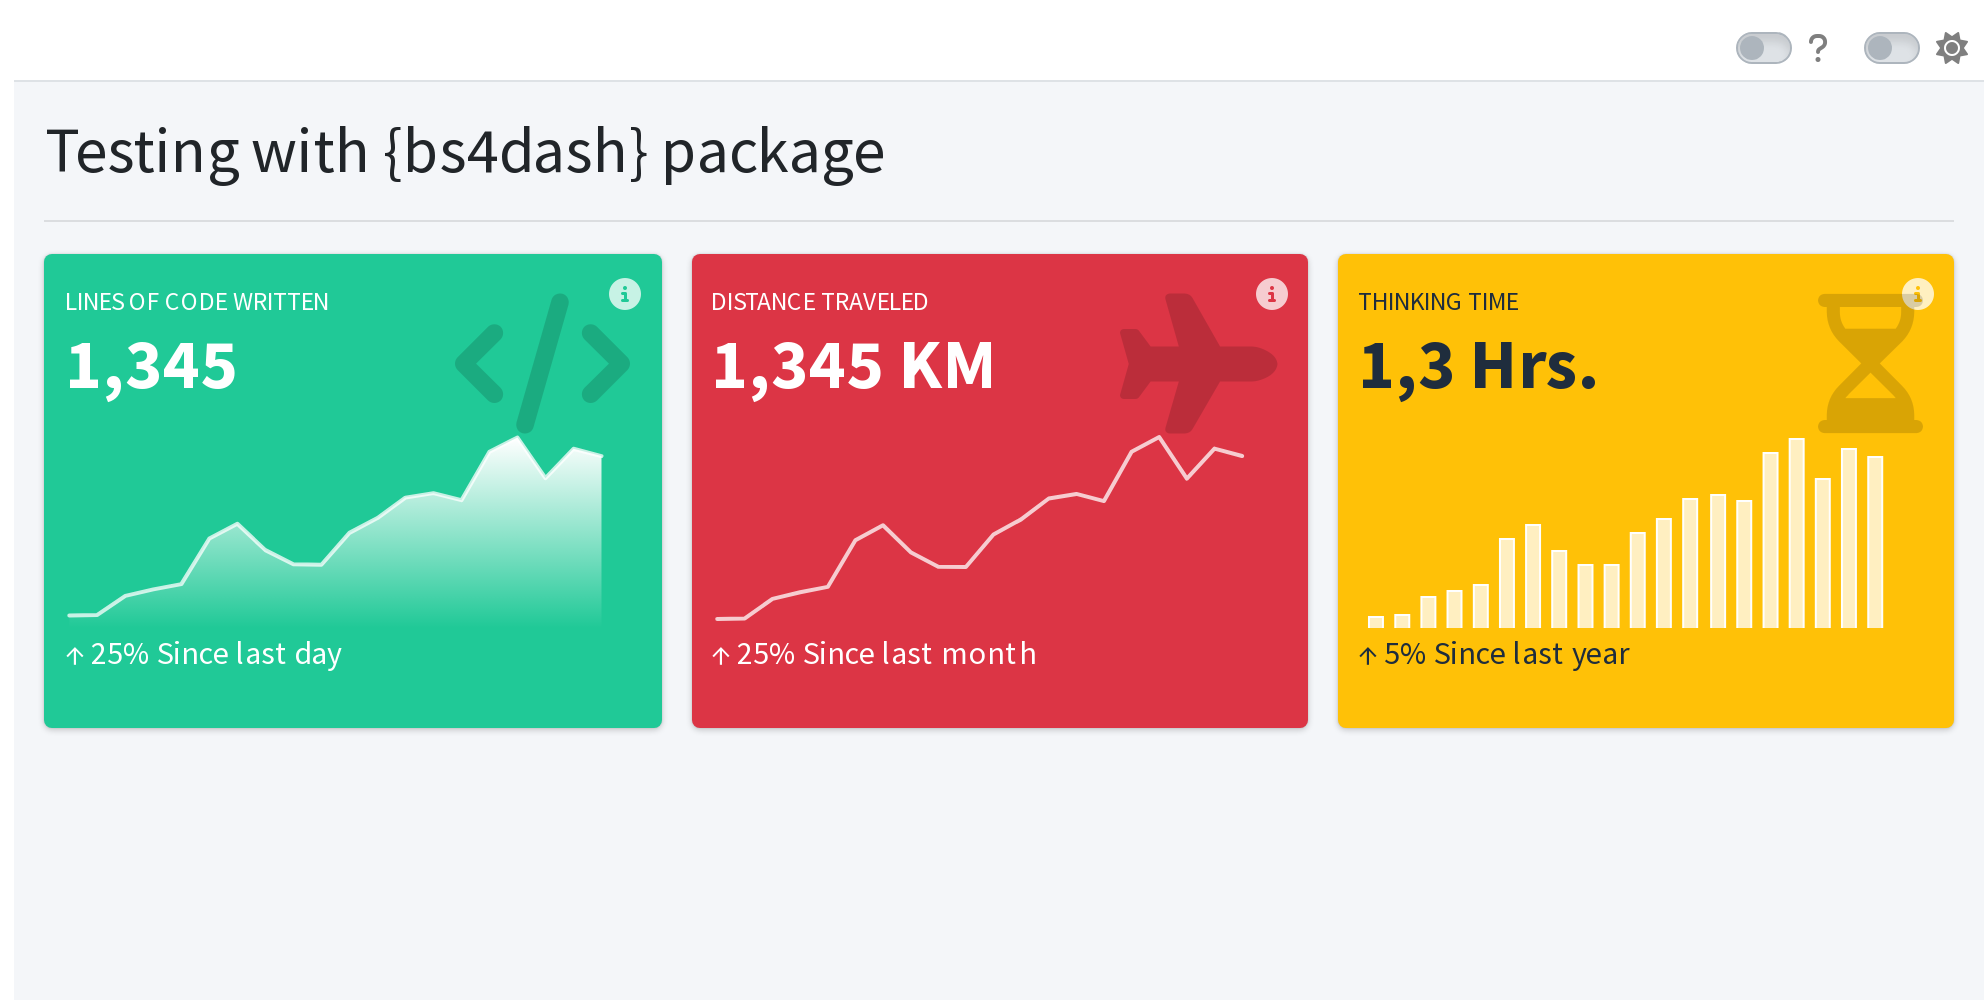 ?
Testing with {bs4dash} package
LINES OF CODE WRITTEN
1,345
↑ 25% Since last day
DISTANCE TRAVELED
1,345 KM
↑ 25% Since last month
THINKING TIME
1,3 Hrs.
↑ 5% Since last year